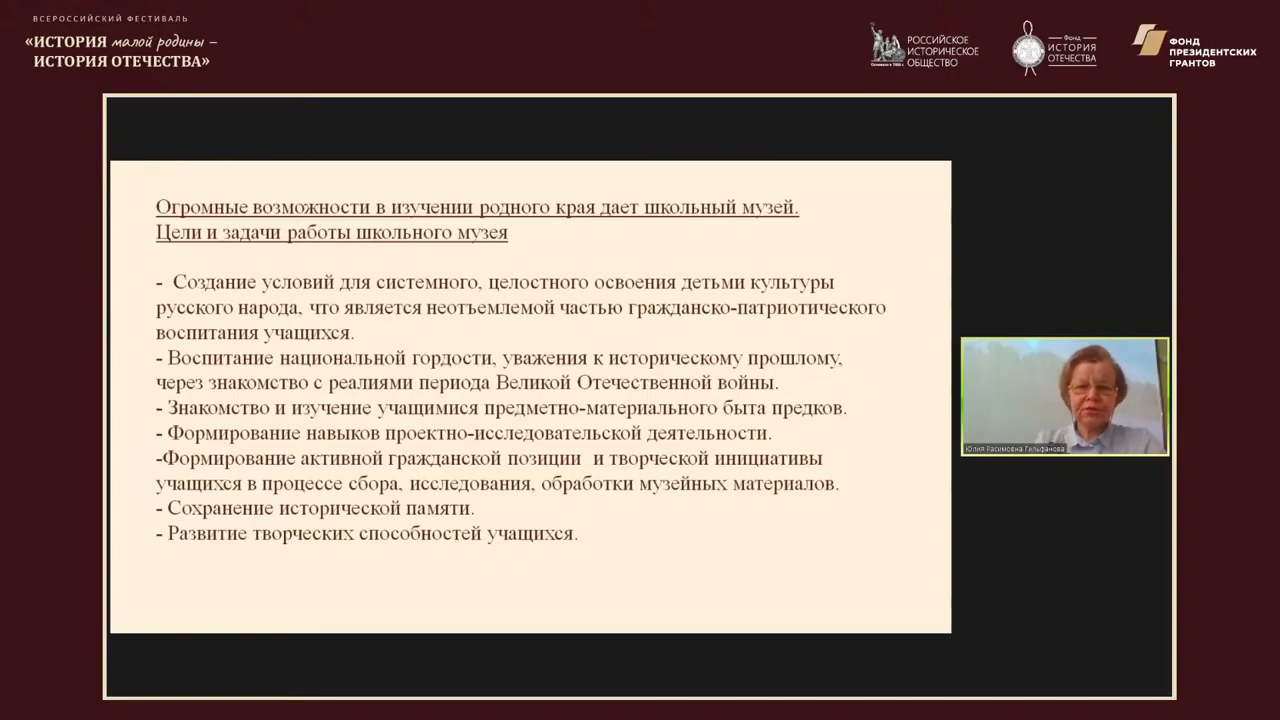 ВСЕРОССИЙСКИЙ ФЕСТИВАЛЬ
«ИСТОРИЯ малой родины –
ИСТОРИЯ ОТЕЧЕСТВА»
РОССИЙСКОЕ
ИСТОРИЧЕСКОЕ
ОБЩЕСТВО
Основано в 1866 г
Фонд
ИСТОРИЯ
ОТЕЧЕСТВА
ФОНД
ПРЕЗИДЕНТСКИХ
ГРАНТОВ
Огромные возможности в изучении родного края дает школьный музей.
Цели и задачи работы школьного музея
- Создание условий для системного, целостного освоения детьми культуры
русского народа, что является неотъемлемой частью гражданско-патриотического
воспитания учащихся.
- Воспитание национальной гордости, уважения к историческому прошлому,
через знакомство с реалиями периода Великой Отечественной войны.
- Знакомство и изучение учащимися предметно-материального быта предков.
- Формирование навыков проектно-исследовательской деятельности.
-Формирование активной гражданской позиции и творческой инициативы
учащихся в процессе сбора, исследования, обработки музейных материалов.
- Сохранение исторической памяти.
- Развитие творческих способностей учащихся.
Юлия Расимовна Гильфанова